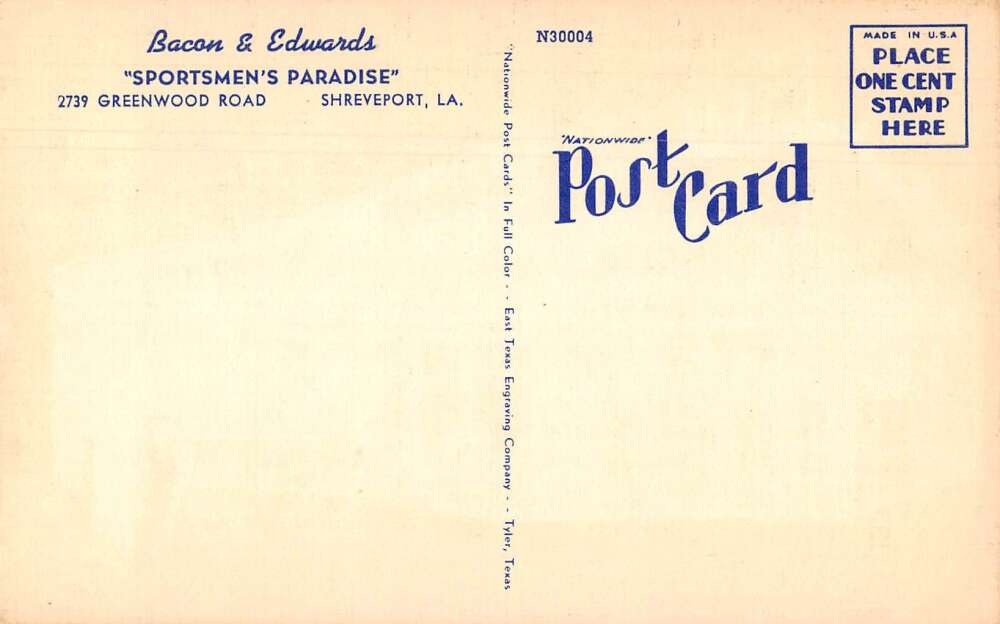 Bacon & Edwards
"SPORTSMEN'S PARADISE"
2739 GREENWOOD ROAD SHREVEPORT, LA.
"Nationwide Post Cards" In Full Color - - East Texas Engraving Company - - Tyler, Texas
N30004
"NATIONWIDE"
Post Card
MADE IN U.S.A
PLACE
ONE CENT
STAMP
HERE